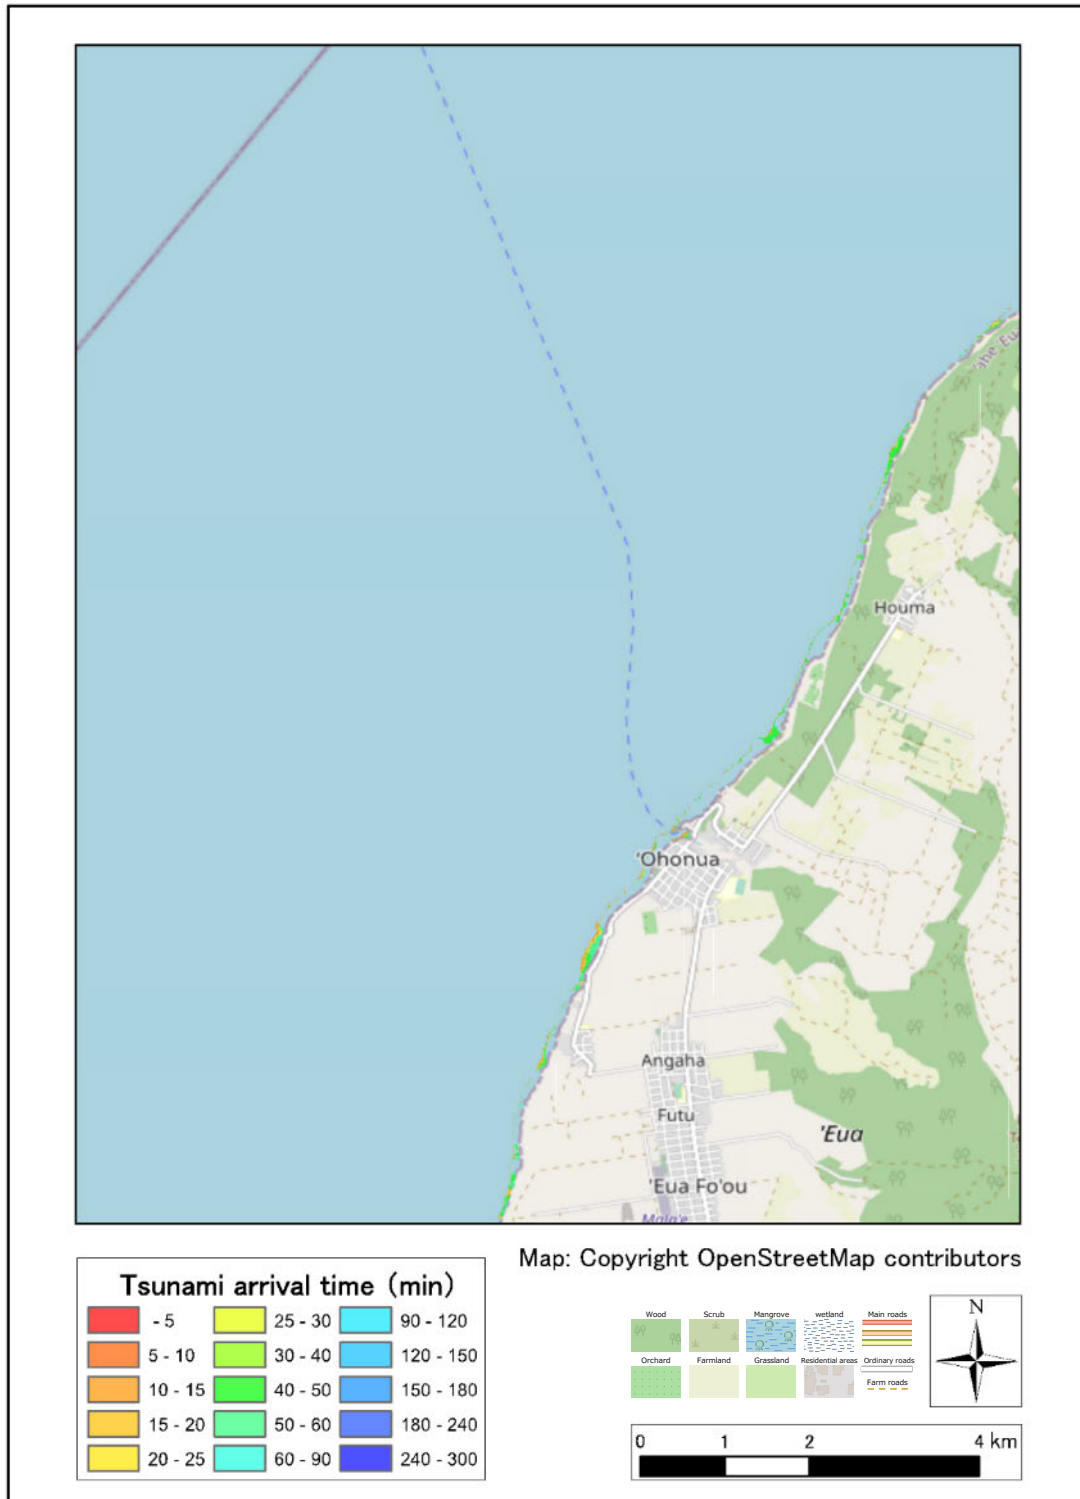 'ahe 'Eu
Houma
'Ohonua
Angaha
Futu
'Eua
'Eua Fo'ou
Mala'e
Map: Copyright OpenStreetMap contributors
Tsunami arrival time (min)
- 5
25 - 30
90 - 120
5 - 10
30 - 40
120 - 150
10 - 15
40 - 50
150 - 180
15 - 20
50 - 60
180 - 240
20 - 25
60 - 90
240 - 300
Wood
Scrub
Mangrove
wetland
Main roads
Orchard
Farmland
Grassland
Residential areas
Ordinary roads
Farm roads
N
0 1 2 4 km